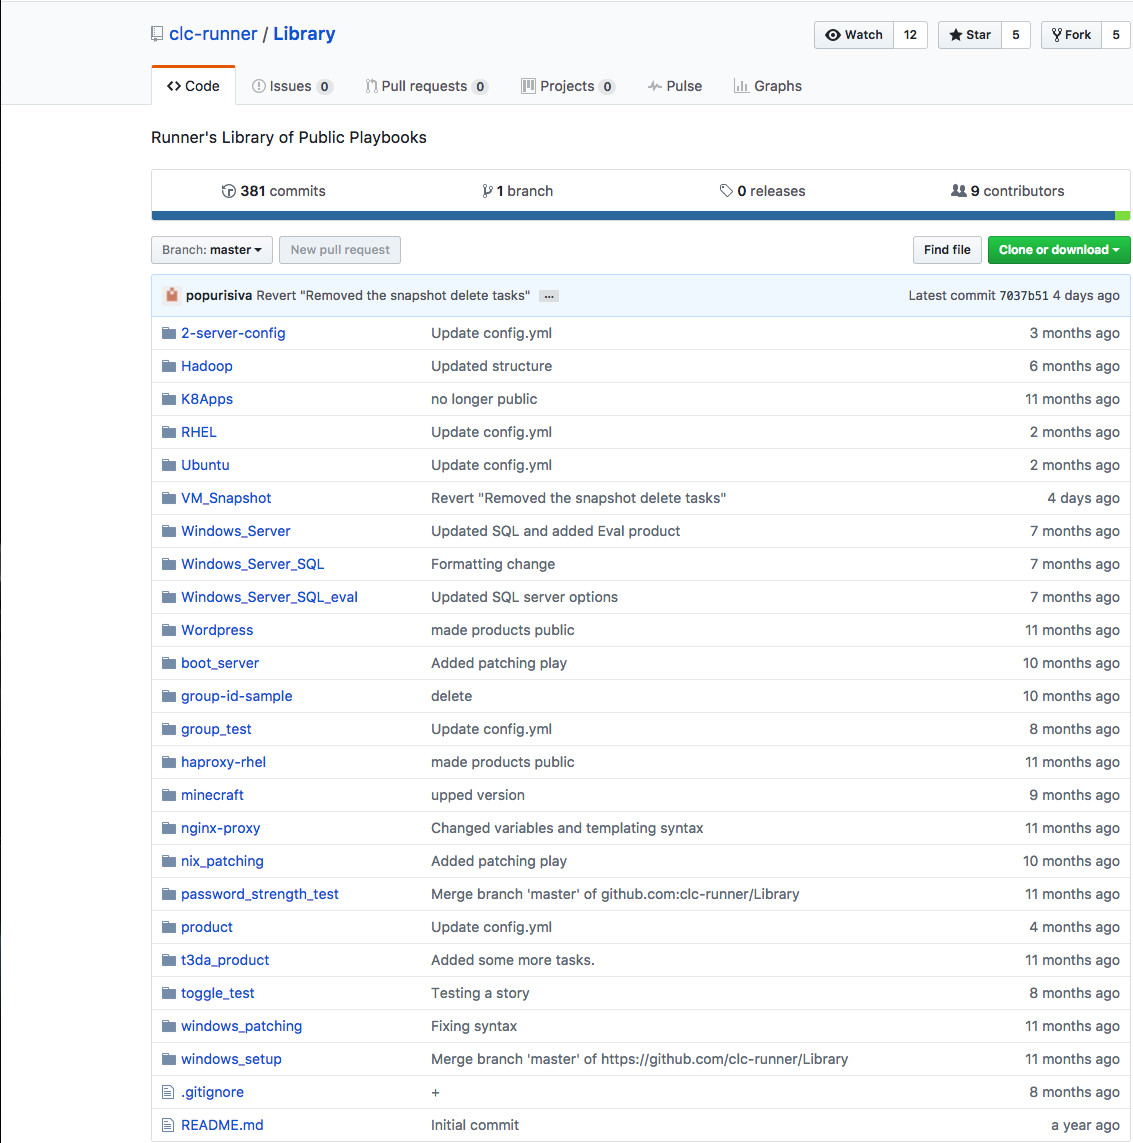 clc-runner / Library
Watch 12 Star 5 Fork 5
Code Issues 0 Pull requests 0 Projects 0 Pulse Graphs
Runner's Library of Public Playbooks
381 commits 1 branch 0 releases 9 contributors
Branch: master New pull request Find file Clone or download
popurisiva Revert "Removed the snapshot delete tasks" ... Latest commit 7037b51 4 days ago
2-server-config Update config.yml 3 months ago
Hadoop Updated structure 6 months ago
K8Apps no longer public 11 months ago
RHEL Update config.yml 2 months ago
Ubuntu Update config.yml 2 months ago
VM_Snapshot Revert "Removed the snapshot delete tasks" 4 days ago
Windows_Server Updated SQL and added Eval product 7 months ago
Windows_Server_SQL Formatting change 7 months ago
Windows_Server_SQL_eval Updated SQL server options 7 months ago
Wordpress made products public 11 months ago
boot_server Added patching play 10 months ago
group-id-sample delete 10 months ago
group_test Update config.yml 8 months ago
haproxy-rhel made products public 11 months ago
minecraft upped version 9 months ago
nginx-proxy Changed variables and templating syntax 11 months ago
nix_patching Added patching play 10 months ago
password_strength_test Merge branch 'master' of github.com:clc-runner/Library 11 months ago
product Update config.yml 4 months ago
t3da_product Added some more tasks. 11 months ago
toggle_test Testing a story 8 months ago
windows_patching Fixing syntax 11 months ago
windows_setup Merge branch 'master' of https://github.com/clc-runner/Library 11 months ago
.gitignore + 8 months ago
README.md Initial commit a year ago